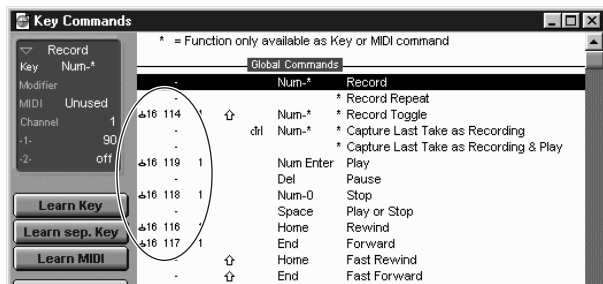 Key Commands
Record
Key Num-*
Modifier
MIDI Unused
Channel 1
-1- 90
-2- off
Learn Key
Learn sep. Key
Learn MIDI
* = Function only available as Key or MIDI command
Global Commands
- Num-* Record
- * Record Repeat
16 114 1 ⇧ Num-* * Record Toggle
- ctrl Num-* * Capture Last Take as Recording
- * Capture Last Take as Recording & Play
16 119 1 Num Enter Play
- Del Pause
16 118 1 Num-0 Stop
- Space Play or Stop
16 116 1 Home Rewind
16 117 1 End Forward
- ⇧ Home Fast Rewind
- ⇧ End Fast Forward